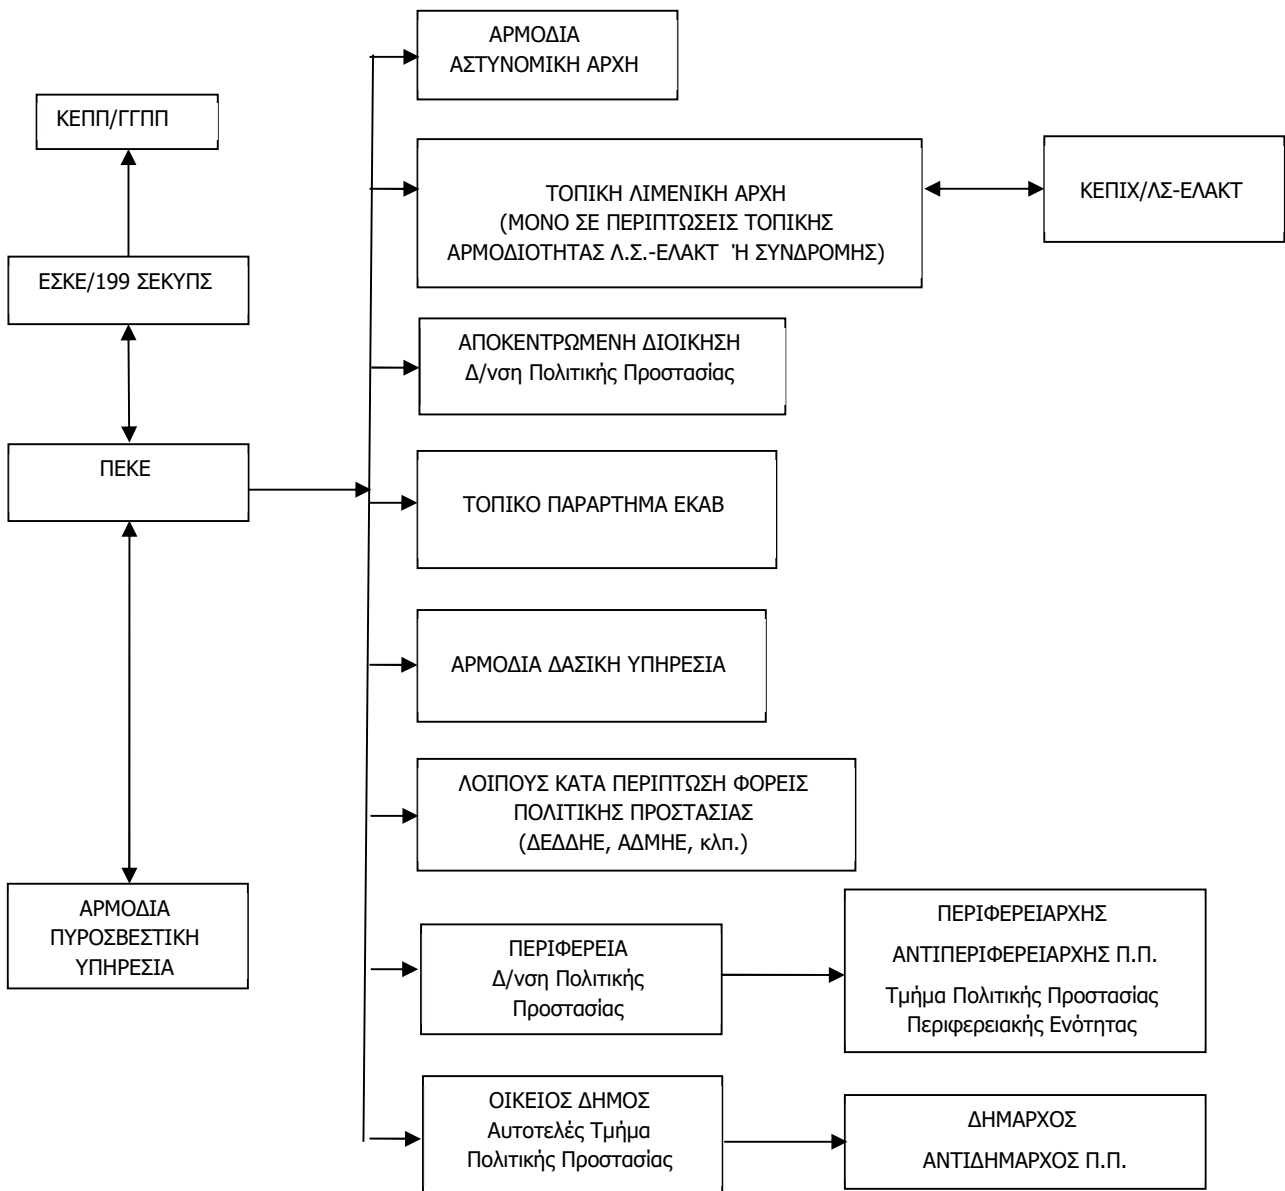 ΑΡΜΟΔΙΑ
ΑΣΤΥΝΟΜΙΚΗ ΑΡΧΗ
ΚΕΠΠ/ΓΓΠΠ
ΤΟΠΙΚΗ ΛΙΜΕΝΙΚΗ ΑΡΧΗ
(ΜΟΝΟ ΣΕ ΠΕΡΙΠΤΩΣΕΙΣ ΤΟΠΙΚΗΣ
ΑΡΜΟΔΙΟΤΗΤΑΣ Λ.Σ.-ΕΛΑΚΤ Ή ΣΥΝΔΡΟΜΗΣ)
ΚΕΠΙΧ/ΛΣ-ΕΛΑΚΤ
ΕΣΚΕ/199 ΣΕΚΥΠΣ
ΑΠΟΚΕΝΤΡΩΜΕΝΗ ΔΙΟΙΚΗΣΗ
Δ/νση Πολιτικής Προστασίας
ΠΕΚΕ
ΤΟΠΙΚΟ ΠΑΡΑΡΤΗΜΑ ΕΚΑΒ
ΑΡΜΟΔΙΑ ΔΑΣΙΚΗ ΥΠΗΡΕΣΙΑ
ΛΟΙΠΟΥΣ ΚΑΤΑ ΠΕΡΙΠΤΩΣΗ ΦΟΡΕΙΣ
ΠΟΛΙΤΙΚΗΣ ΠΡΟΣΤΑΣΙΑΣ
(ΔΕΔΔΗΕ, ΑΔΜΗΕ, κλπ.)
ΑΡΜΟΔΙΑ
ΠΥΡΟΣΒΕΣΤΙΚΗ
ΥΠΗΡΕΣΙΑ
ΠΕΡΙΦΕΡΕΙΑ
Δ/νση Πολιτικής
Προστασίας
ΠΕΡΙΦΕΡΕΙΑΡΧΗΣ
ΑΝΤΙΠΕΡΙΦΕΡΕΙΑΡΧΗΣ Π.Π.
Τμήμα Πολιτικής Προστασίας
Περιφερειακής Ενότητας
ΟΙΚΕΙΟΣ ΔΗΜΟΣ
Αυτοτελές Τμήμα
Πολιτικής Προστασίας
ΔΗΜΑΡΧΟΣ
ΑΝΤΙΔΗΜΑΡΧΟΣ Π.Π.